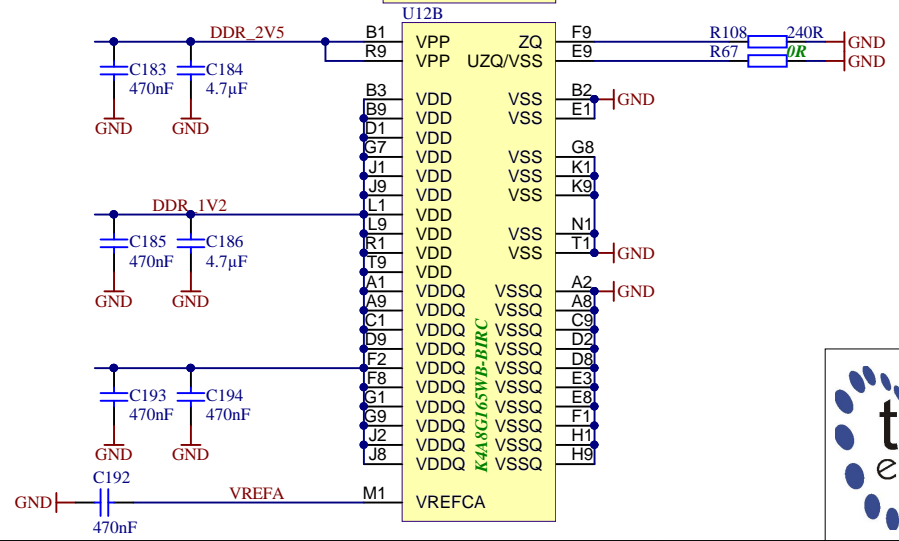 U12B
DDR_2V5 B1 VPP ZQ F9 R108 240R GND
R9 VPP UZQ/VSS E9 R67 0R GND
C183 C184
470nF 4.7µF
GND GND
B3 VDD VSS B2 GND
B9 VDD VSS E1
D1 VDD
G7 VDD VSS G8
J1 VDD VSS K1
J9 VDD VSS K9
DDR_1V2 L1 VDD
L9 VDD VSS N1
R1 VDD VSS T1 GND
T9 VDD
C185 C186
470nF 4.7µF
GND GND
A1 VDDQ VSSQ A2 GND
A9 VDDQ VSSQ A8
C1 VDDQ VSSQ C9
D9 VDDQ VSSQ D2
F2 VDDQ VSSQ D8
F8 VDDQ VSSQ E3
G1 VDDQ VSSQ E8
G9 VDDQ VSSQ F1
J2 VDDQ VSSQ H1
J8 VDDQ VSSQ H9
K4A8G165WB-BIRC
C193 C194
470nF 470nF
GND GND
C192
GND VREFA M1 VREFCA
470nF
t
e